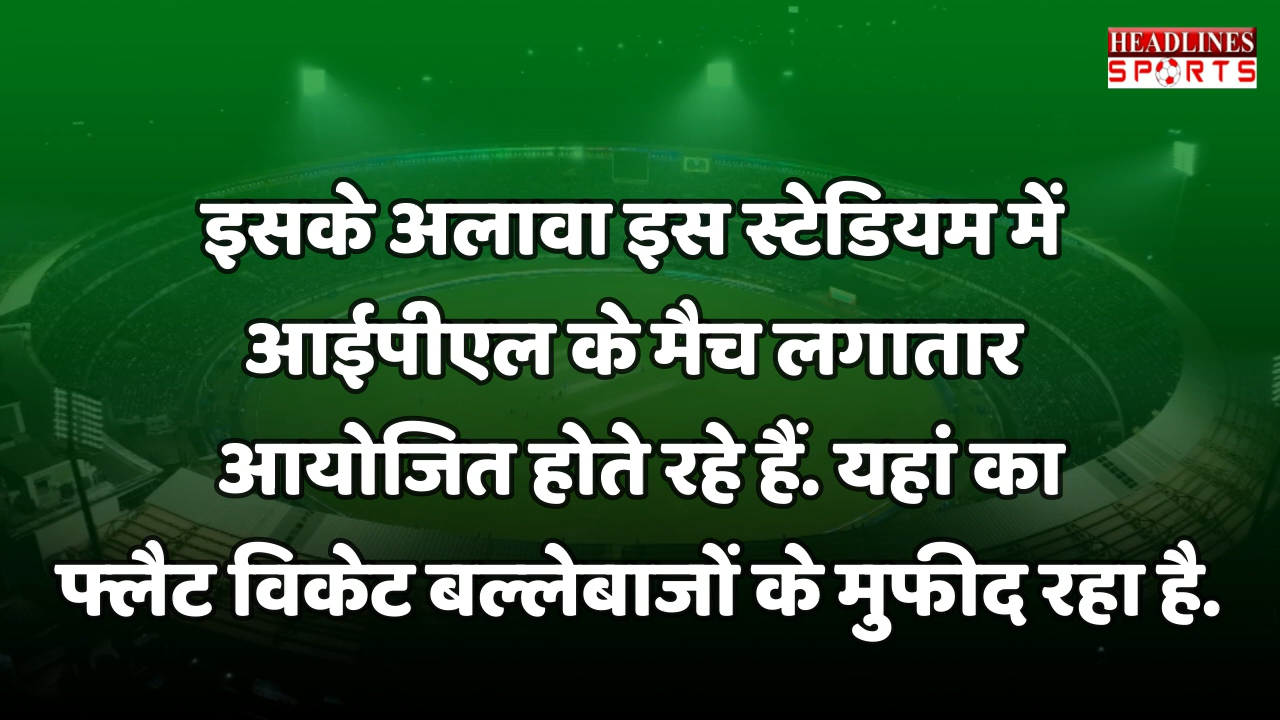 HEADLINES
SPORTS
इसके अलावा इस स्टेडियम में
आईपीएल के मैच लगातार
आयोजित होते रहे हैं. यहां का
फ्लैट विकेट बल्लेबाजों के मुफीद रहा है.